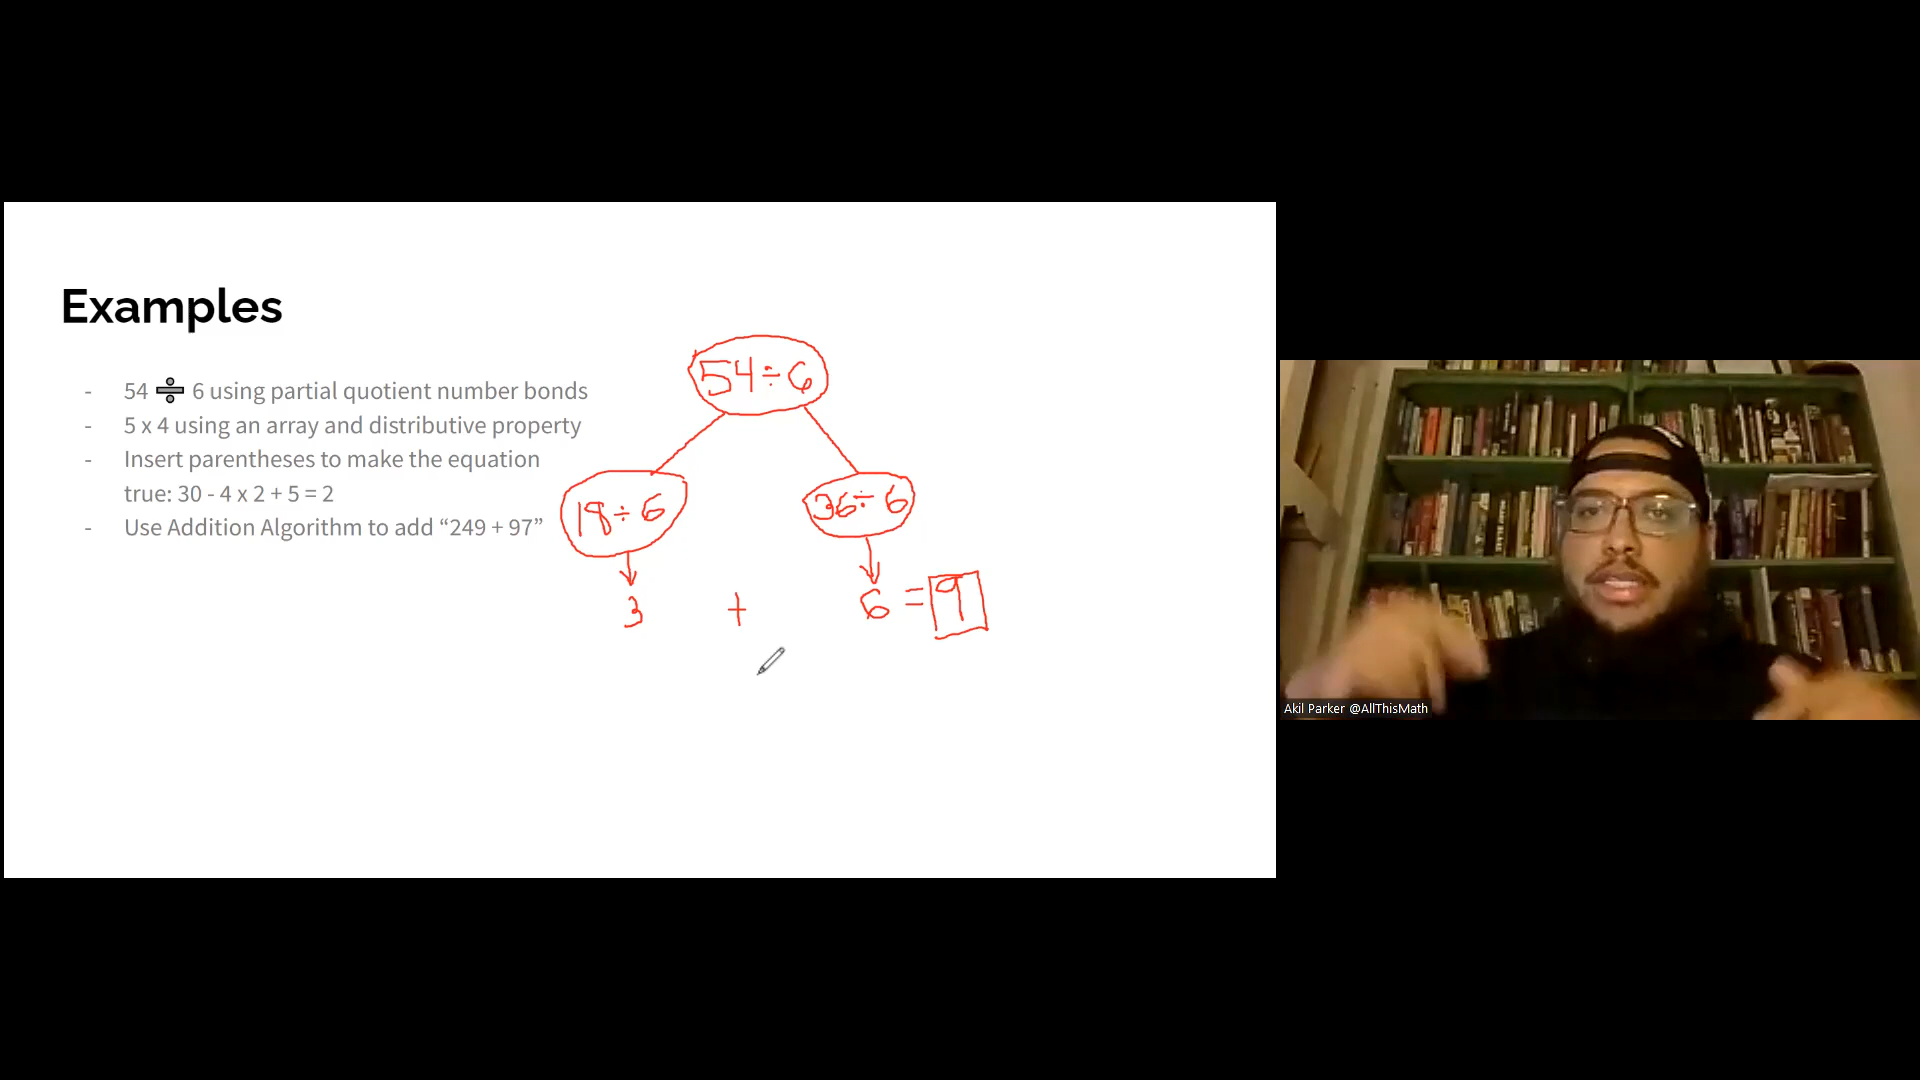 Examples
- 54 ➗ 6 using partial quotient number bonds
- 5 x 4 using an array and distributive property
- Insert parentheses to make the equation
true: 30 - 4 x 2 + 5 = 2
- Use Addition Algorithm to add “249 + 97”
54 ÷ 6
18 ÷ 6
36 ÷ 6
3 + 6 = 9
Akil Parker @AllThisMath